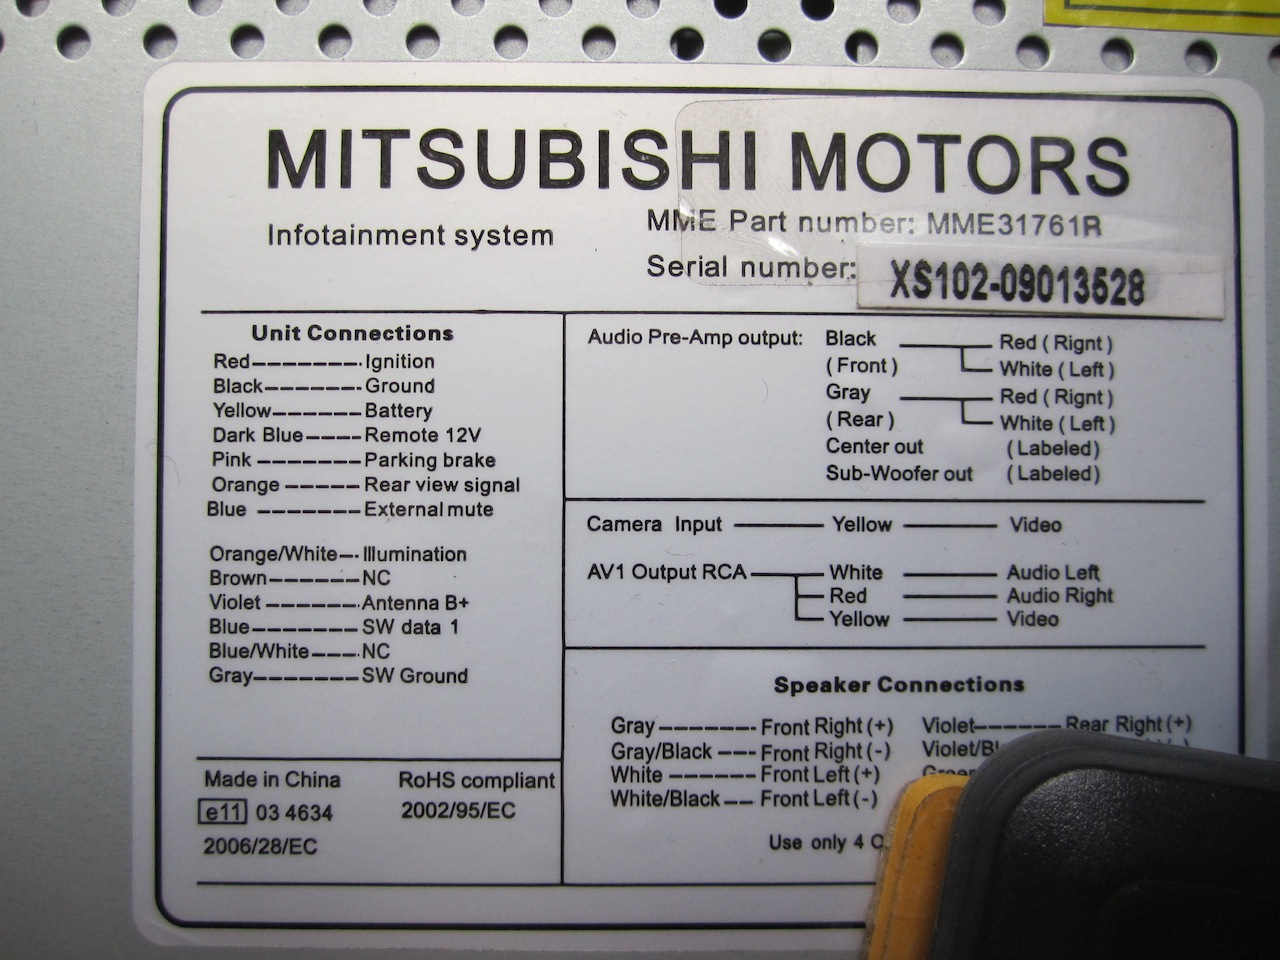 MITSUBISHI MOTORS
Infotainment system
MME Part number: MME31761R
Serial number: XS102-09013528
Unit Connections
Red--------Ignition
Black-------Ground
Yellow------Battery
Dark Blue----Remote 12V
Pink -------Parking brake
Orange -----Rear view signal
Blue ------External mute
Orange/White--Illumination
Brown------NC
Violet -------Antenna B+
Blue-------SW data 1
Blue/White---NC
Gray-------SW Ground
Made in China RoHS compliant
e11 03 4634 2002/95/EC
2006/28/EC
Audio Pre-Amp output: Black Red ( Rignt )
( Front ) White ( Left )
Gray Red ( Rignt )
( Rear ) White ( Left )
Center out ( Labeled )
Sub-Woofer out ( Labeled )
Camera Input Yellow Video
AV1 Output RCA White Audio Left
Red Audio Right
Yellow Video
Speaker Connections
Gray -------- Front Right (+) Violet------- Rear Right (+)
Gray/Black --- Front Right (-)
White ------- Front Left (+)
White/Black -- Front Left (-)
Use only 4